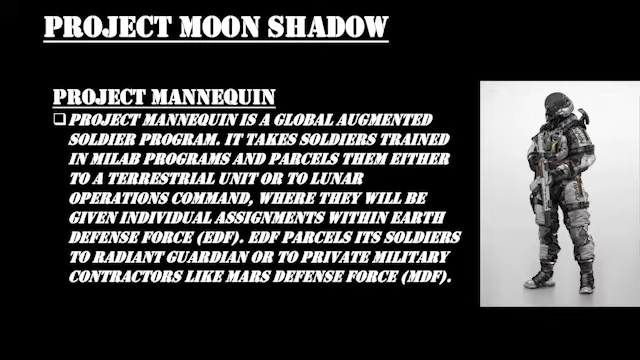 PROJECT MOON SHADOW
PROJECT MANNEQUIN
❑ PROJECT MANNEQUIN IS A GLOBAL AUGMENTED
SOLDIER PROGRAM. IT TAKES SOLDIERS TRAINED
IN MILAB PROGRAMS AND PARCELS THEM EITHER
TO A TERRESTRIAL UNIT OR TO LUNAR
OPERATIONS COMMAND, WHERE THEY WILL BE
GIVEN INDIVIDUAL ASSIGNMENTS WITHIN EARTH
DEFENSE FORCE (EDF). EDF PARCELS ITS SOLDIERS
TO RADIANT GUARDIAN OR TO PRIVATE MILITARY
CONTRACTORS LIKE MARS DEFENSE FORCE (MDF).